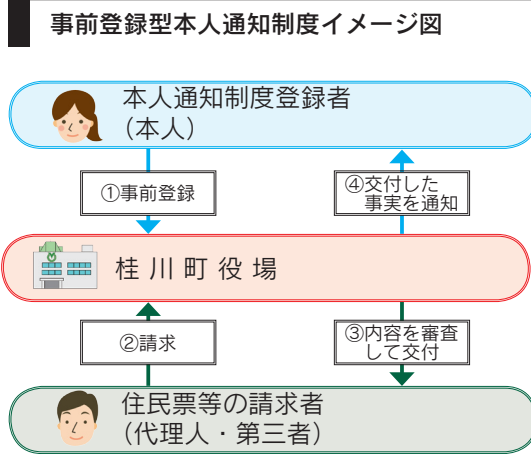 事前登録型本人通知制度イメージ図
本人通知制度登録者
（本人）
①事前登録
④交付した
事実を通知
桂川町役場
②請求
③内容を審査
して交付
住民票等の請求者
（代理人・第三者）